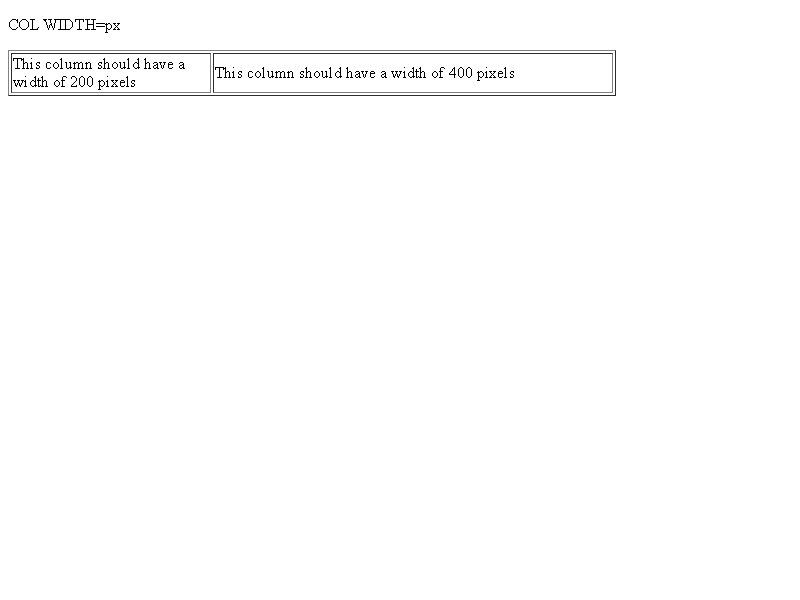 COL WIDTH=px
This column should have a
width of 200 pixels
This column should have a width of 400 pixels